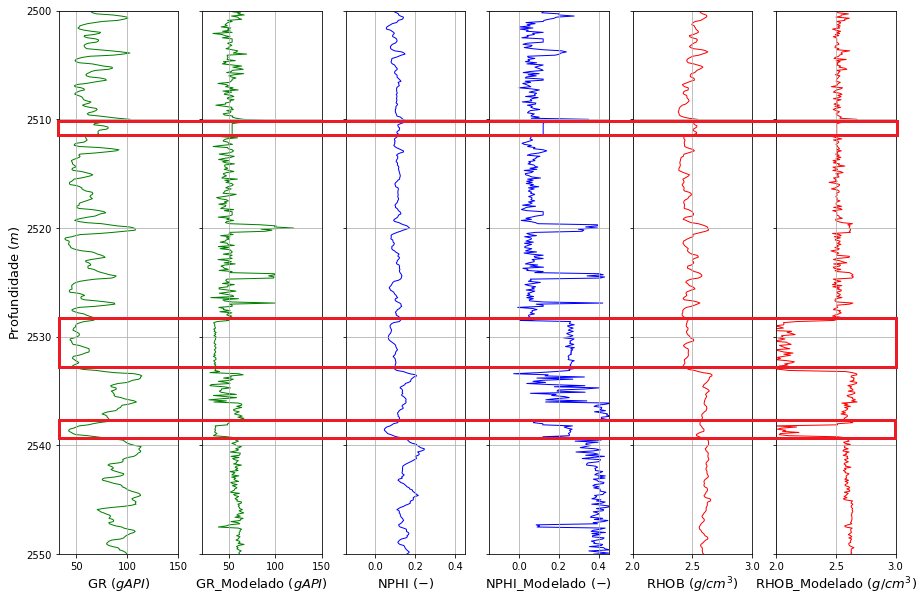 2500
2510
2520
2530
2540
2550
Profundidade (m)
50 100 150
50 100 150
0.0 0.2 0.4
0.0 0.2 0.4
2.0 2.5 3.0
2.0 2.5 3.0
GR (gAPI)
GR_Modelado (gAPI)
NPHI (−)
NPHI_Modelado (−)
RHOB (g/cm³)
RHOB_Modelado (g/cm³)